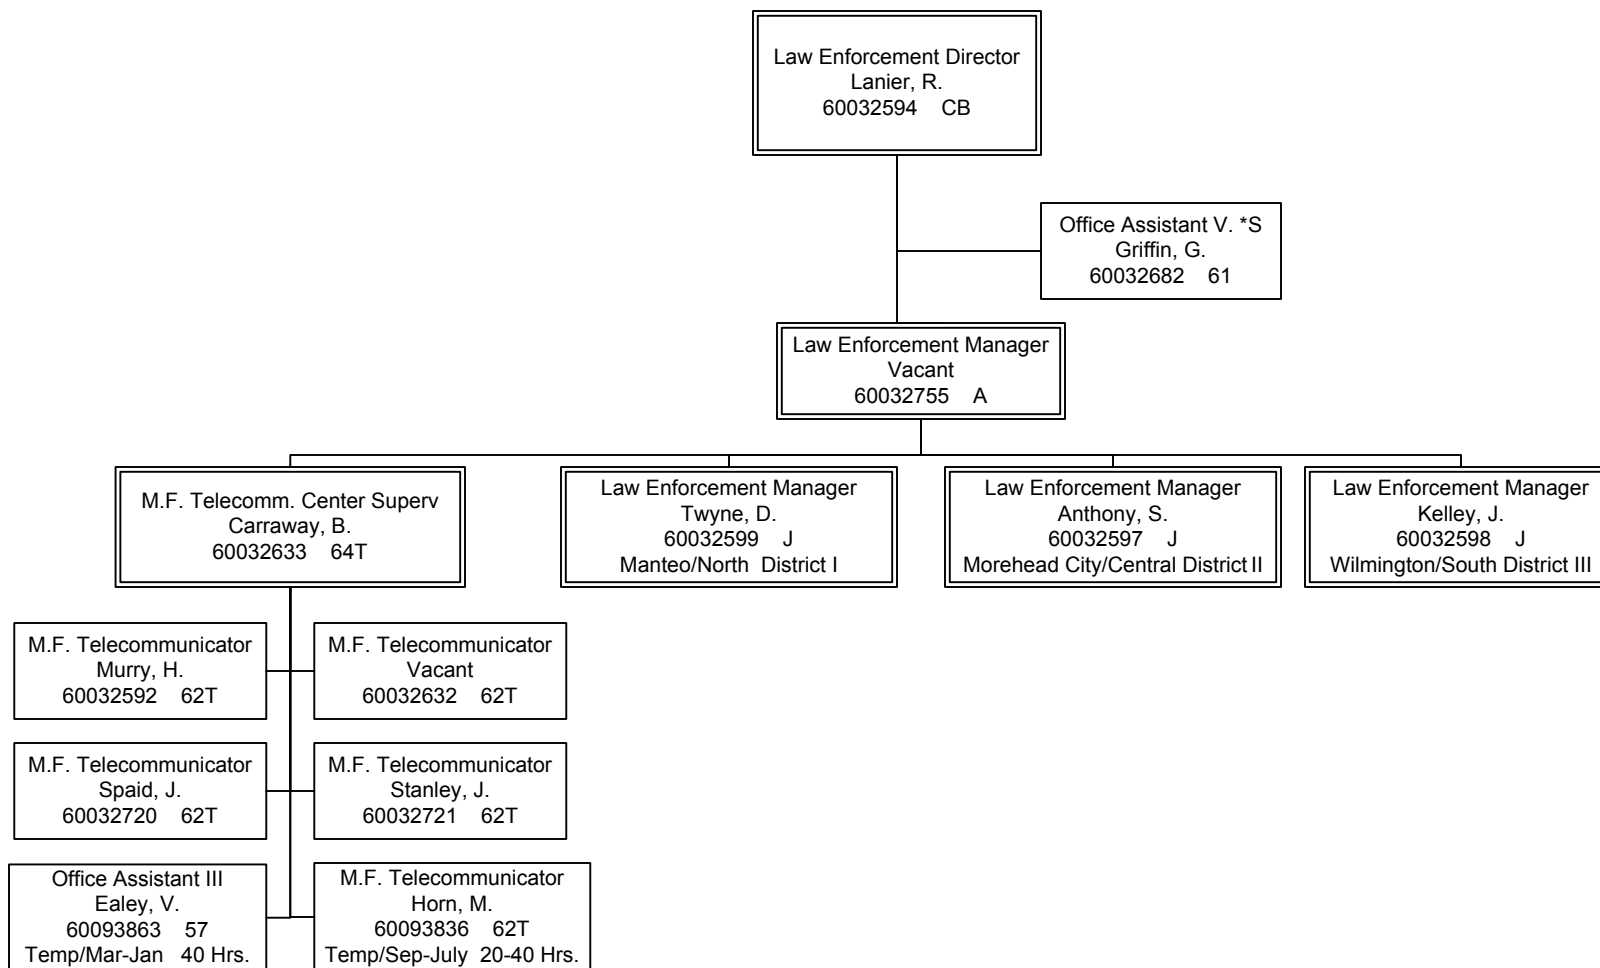 Law Enforcement Director
Lanier, R.
60032594 CB
Office Assistant V. *S
Griffin, G.
60032682 61
Law Enforcement Manager
Vacant
60032755 A
M.F. Telecomm. Center Superv
Carraway, B.
60032633 64T
Law Enforcement Manager
Twyne, D.
60032599 J
Manteo/North District I
Law Enforcement Manager
Anthony, S.
60032597 J
Morehead City/Central District II
Law Enforcement Manager
Kelley, J.
60032598 J
Wilmington/South District III
M.F. Telecommunicator
Murry, H.
60032592 62T
M.F. Telecommunicator
Vacant
60032632 62T
M.F. Telecommunicator
Spaid, J.
60032720 62T
M.F. Telecommunicator
Stanley, J.
60032721 62T
Office Assistant III
Ealey, V.
60093863 57
Temp/Mar-Jan 40 Hrs.
M.F. Telecommunicator
Horn, M.
60093836 62T
Temp/Sep-July 20-40 Hrs.